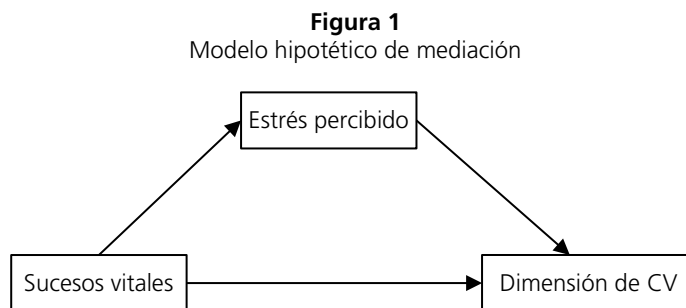 Figura 1
Modelo hipotético de mediación
Estrés percibido
Sucesos vitales
Dimensión de CV